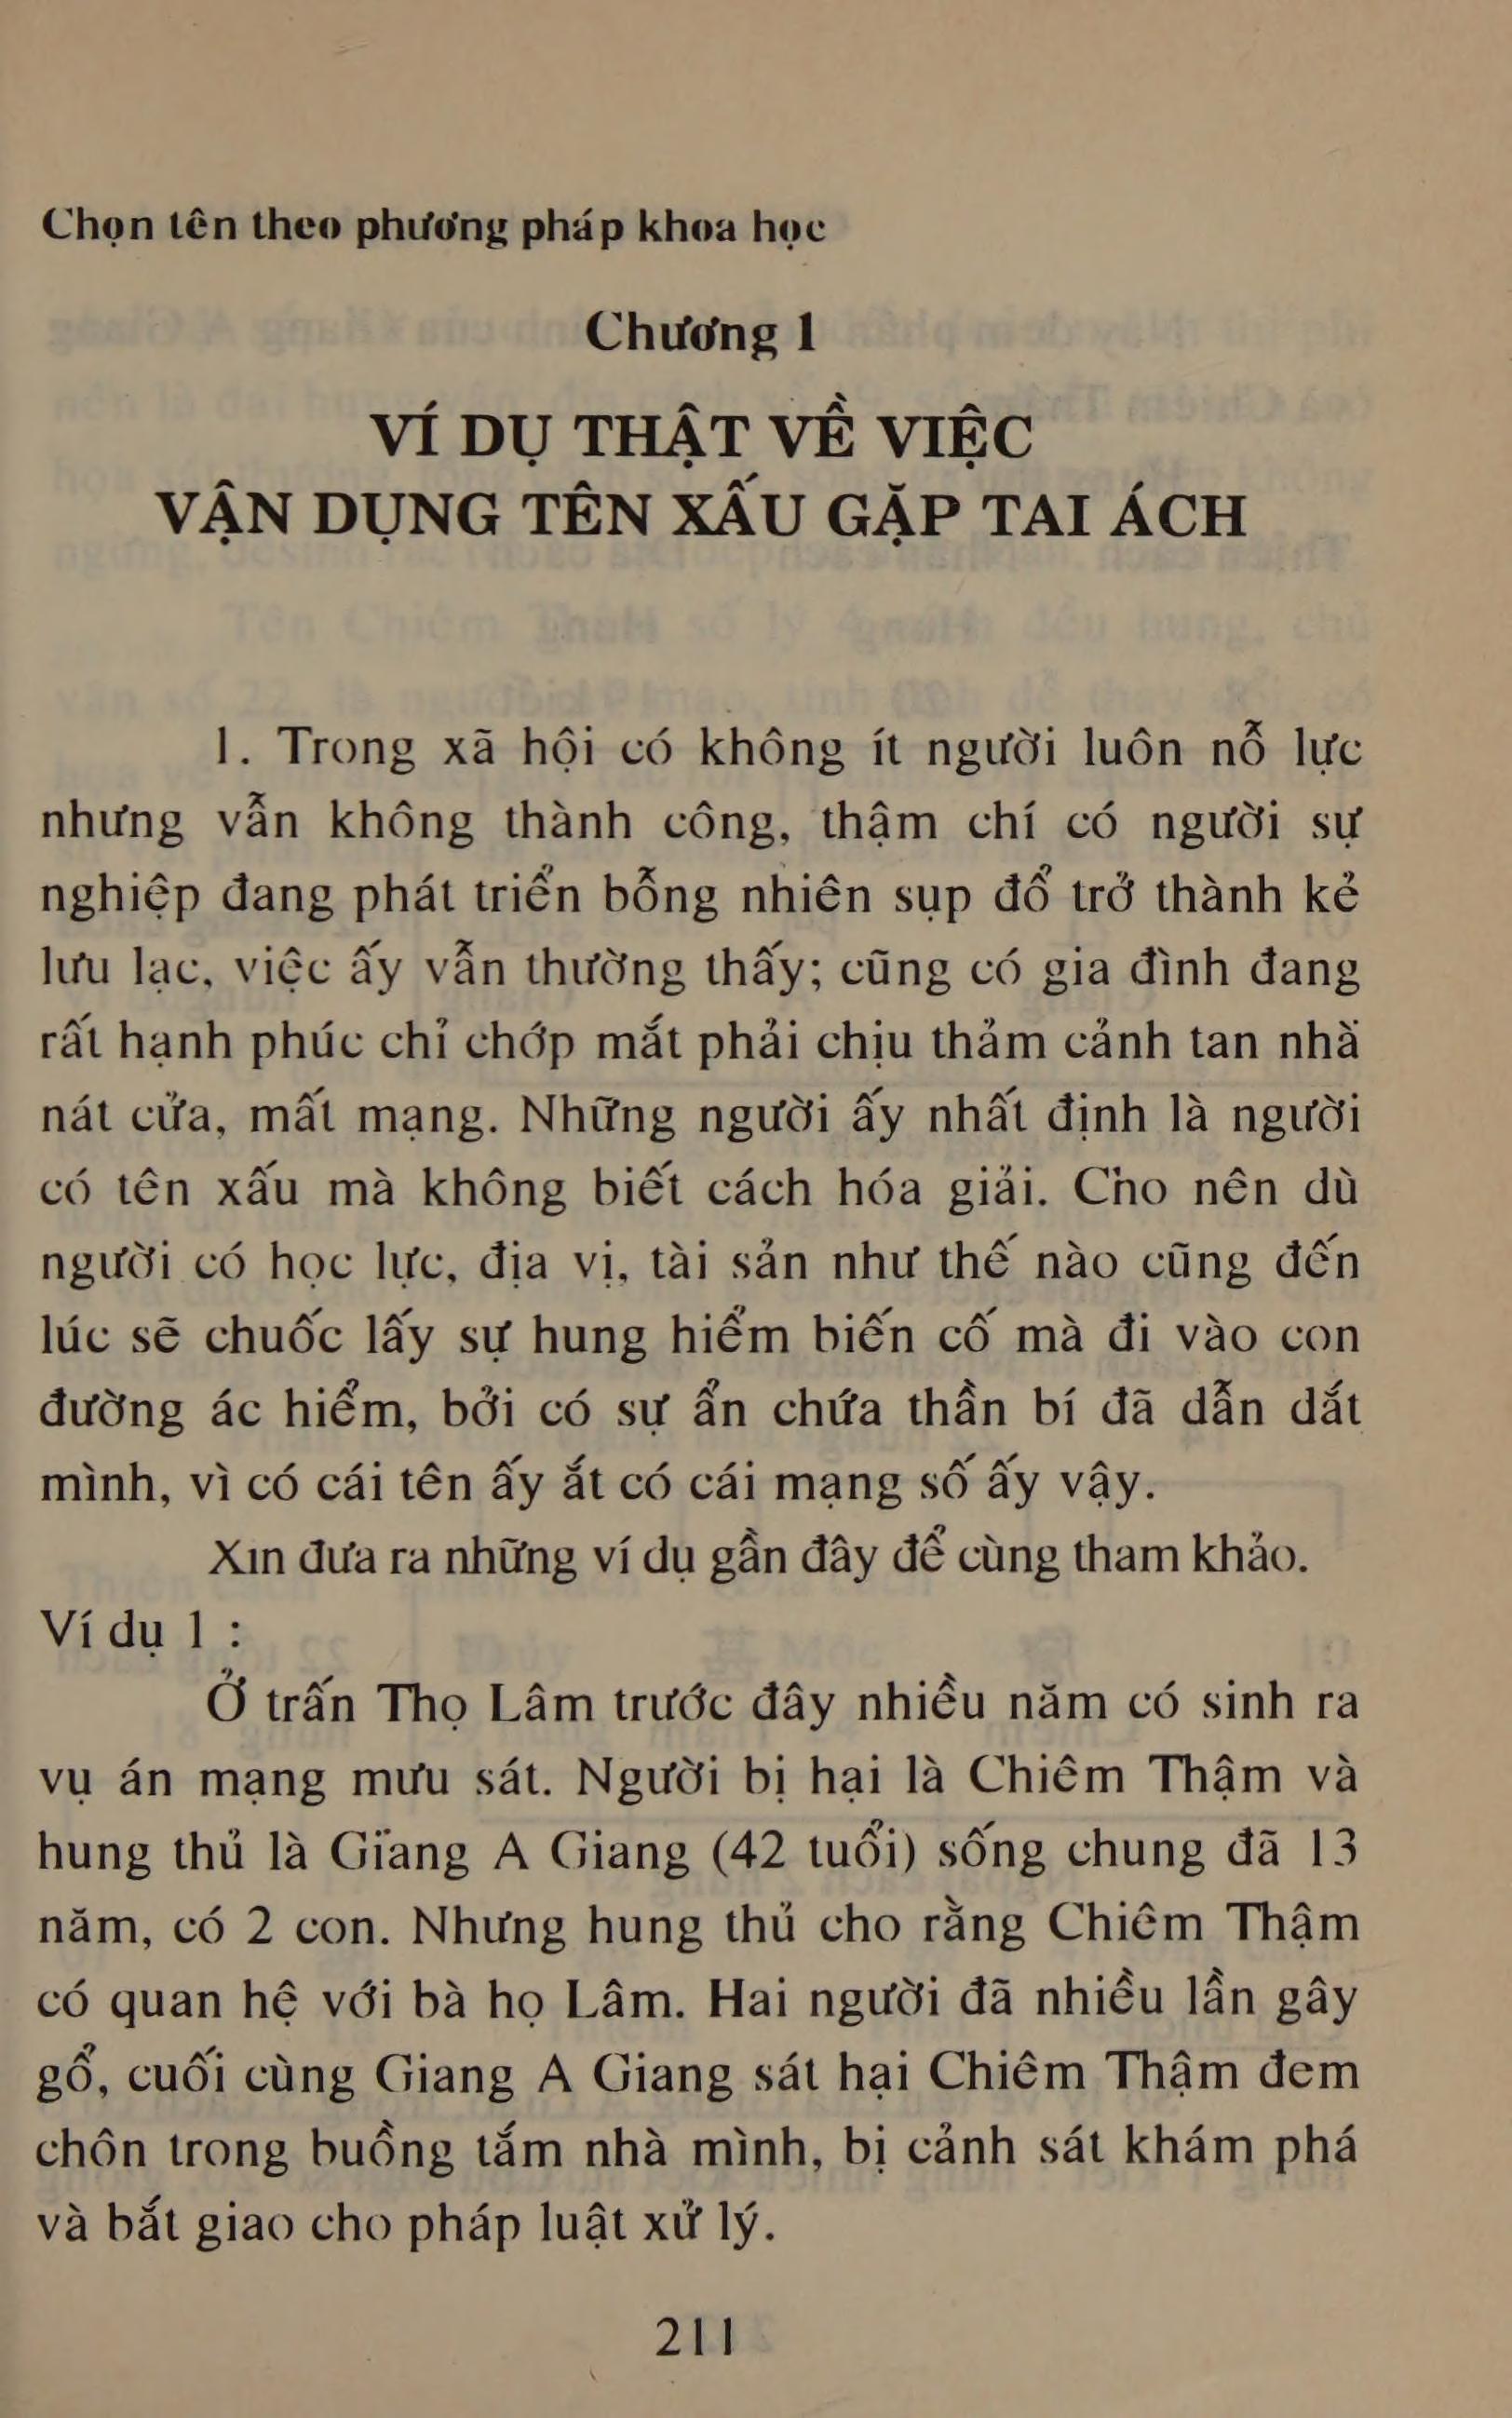 Chọn tên theo phương pháp khoa học
Chương 1
VÍ DỤ THẬT VỀ VIỆC
VẬN DỤNG TÊN XẤU GẶP TAI ÁCH
1. Trong xã hội có không ít người luôn nỗ lực
nhưng vẫn không thành công, thậm chí có người sự
nghiệp đang phát triển bỗng nhiên sụp đổ trở thành kẻ
lưu lạc, việc ấy vẫn thường thấy; cũng có gia đình đang
rất hạnh phúc chỉ chớp mắt phải chịu thảm cảnh tan nhà
nát cửa, mất mạng. Những người ấy nhất định là người
có tên xấu mà không biết cách hóa giải. Cho nên dù
người có học lực, địa vị, tài sản như thế nào cũng đến
lúc sẽ chuốc lấy sự hung hiểm biến cố mà đi vào con
đường ác hiểm, bởi có sự ẩn chứa thần bí đã dẫn dắt
mình, vì có cái tên ấy ắt có cái mạng số ấy vậy.
Xin đưa ra những ví dụ gần đây để cùng tham khảo.
Ví dụ 1 :
Ở trấn Thọ Lâm trước đây nhiều năm có sinh ra
vụ án mạng mưu sát. Người bị hại là Chiêm Thậm và
hung thủ là Giang A Giang (42 tuổi) sống chung đã 13
năm, có 2 con. Nhưng hung thủ cho rằng Chiêm Thậm
có quan hệ với bà họ Lâm. Hai người đã nhiều lần gây
gổ, cuối cùng Giang A Giang sát hại Chiêm Thậm đem
chôn trong buồng tắm nhà mình, bị cảnh sát khám phá
và bắt giao cho pháp luật xử lý.
211